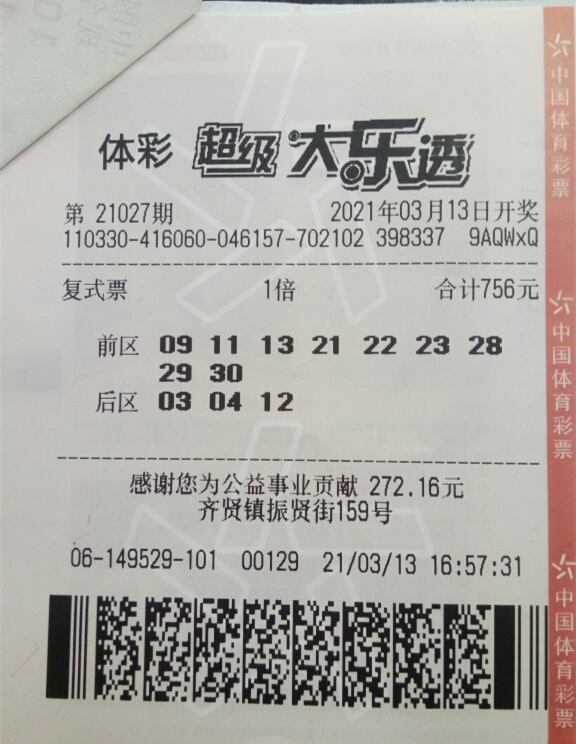 体彩 超级大乐透
第 21027期 2021年03月13日开奖
110330-416060-046157-702102 398337 9AQWxQ
复式票 1倍 合计756元
前区 09 11 13 21 22 23 28
29 30
后区 03 04 12
感谢您为公益事业贡献 272.16元
齐贤镇振贤街159号
06-149529-101 00129 21/03/13 16:57:31
中国体育彩票
中国体育彩票
中国体育彩票